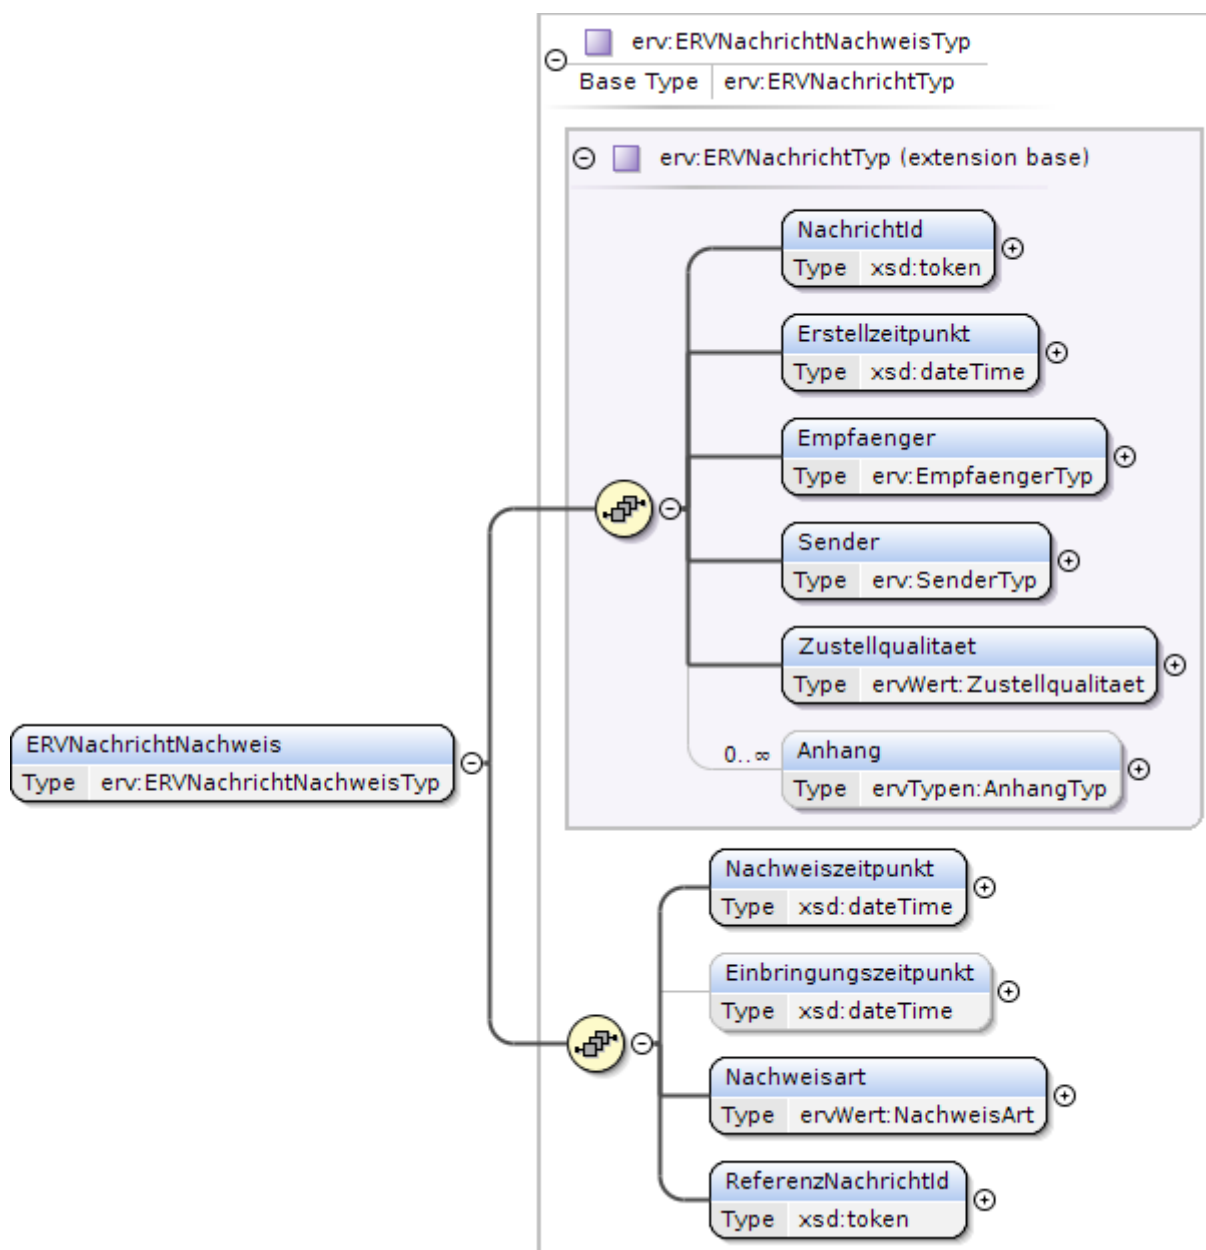 erv:ERVNachrichtNachweisTyp
Base Type erv:ERVNachrichtTyp
erv:ERVNachrichtTyp (extension base)
NachrichtId
Type xsd:token
Erstellzeitpunkt
Type xsd:dateTime
Empfaenger
Type erv:EmpfaengerTyp
Sender
Type erv:SenderTyp
Zustellqualitaet
Type ervWert:Zustellqualitaet
0..∞
Anhang
Type ervTypen:AnhangTyp
ERVNachrichtNachweis
Type erv:ERVNachrichtNachweisTyp
Nachweiszeitpunkt
Type xsd:dateTime
Einbringungszeitpunkt
Type xsd:dateTime
Nachweisart
Type ervWert:NachweisArt
ReferenzNachrichtId
Type xsd:token